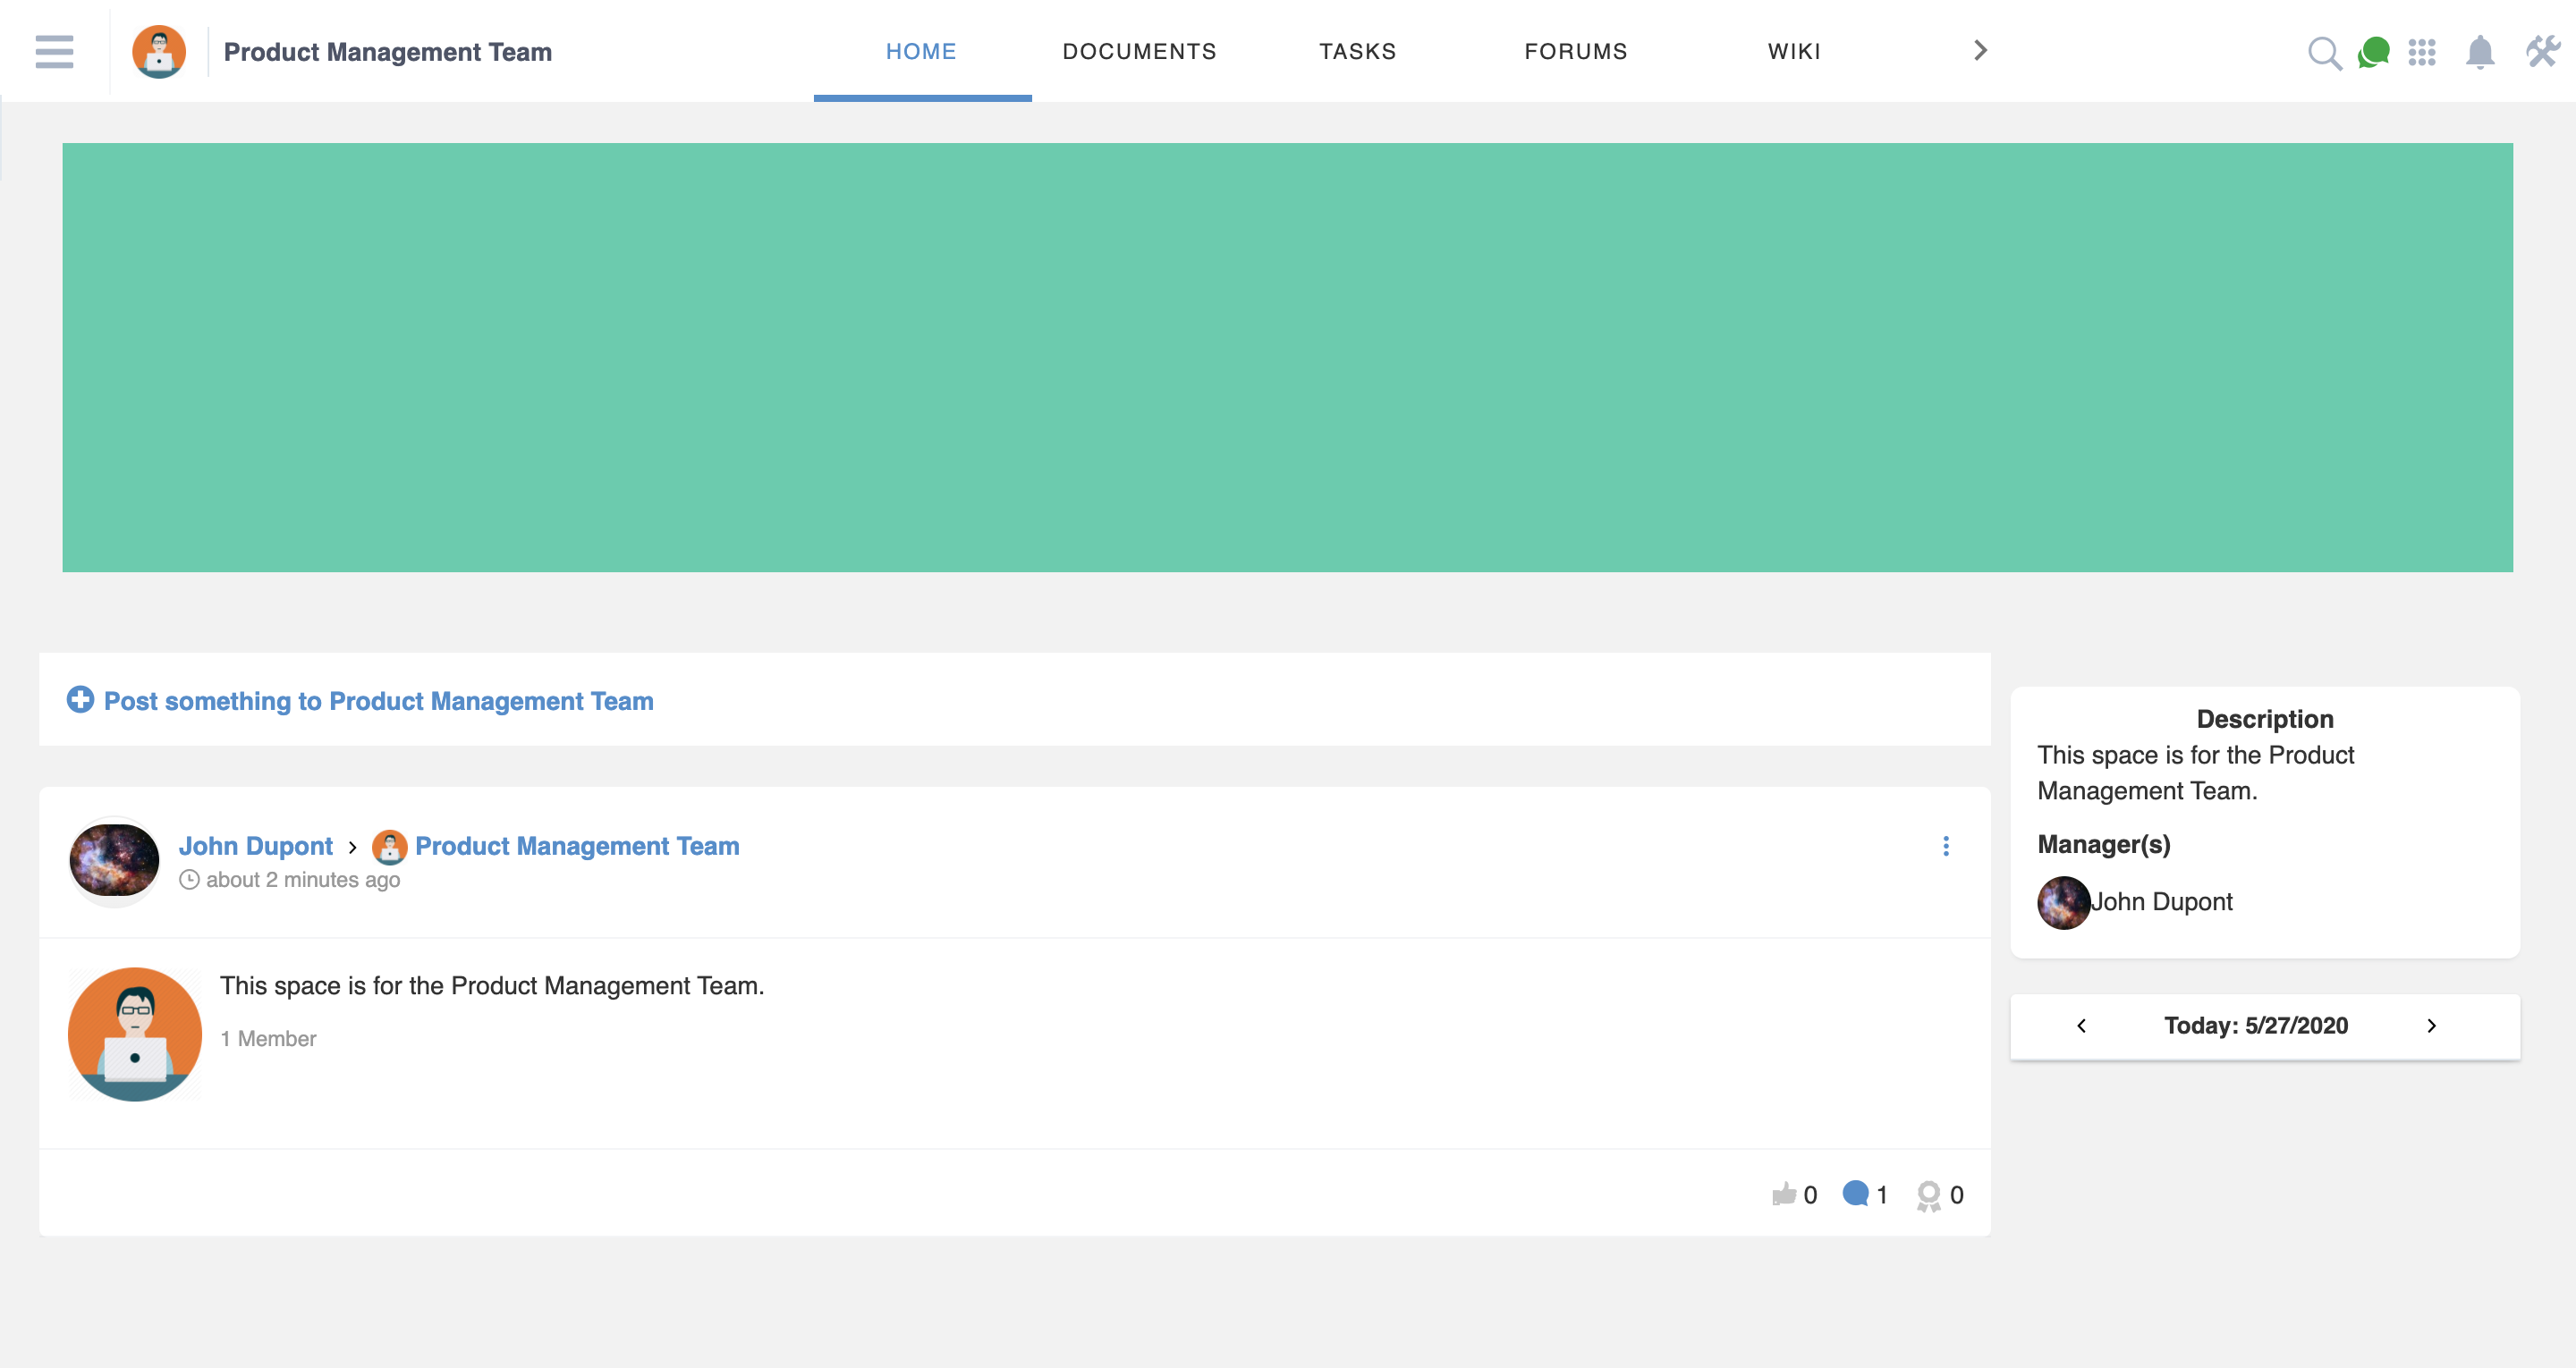 Product Management Team
HOME
DOCUMENTS
TASKS
FORUMS
WIKI
Post something to Product Management Team
John Dupont
Product Management Team
about 2 minutes ago
This space is for the Product Management Team.
1 Member
0
1
0
Description
This space is for the Product
Management Team.
Manager(s)
John Dupont
Today: 5/27/2020